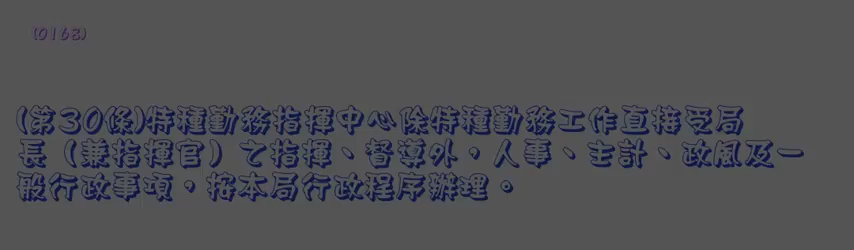 (0168)
(第30條)特種勤務指揮中心除特種勤務工作直接受局
長（兼指揮官）之指揮、督導外，人事、主計、政風及一
般行政事項，按本局行政程序辦理。